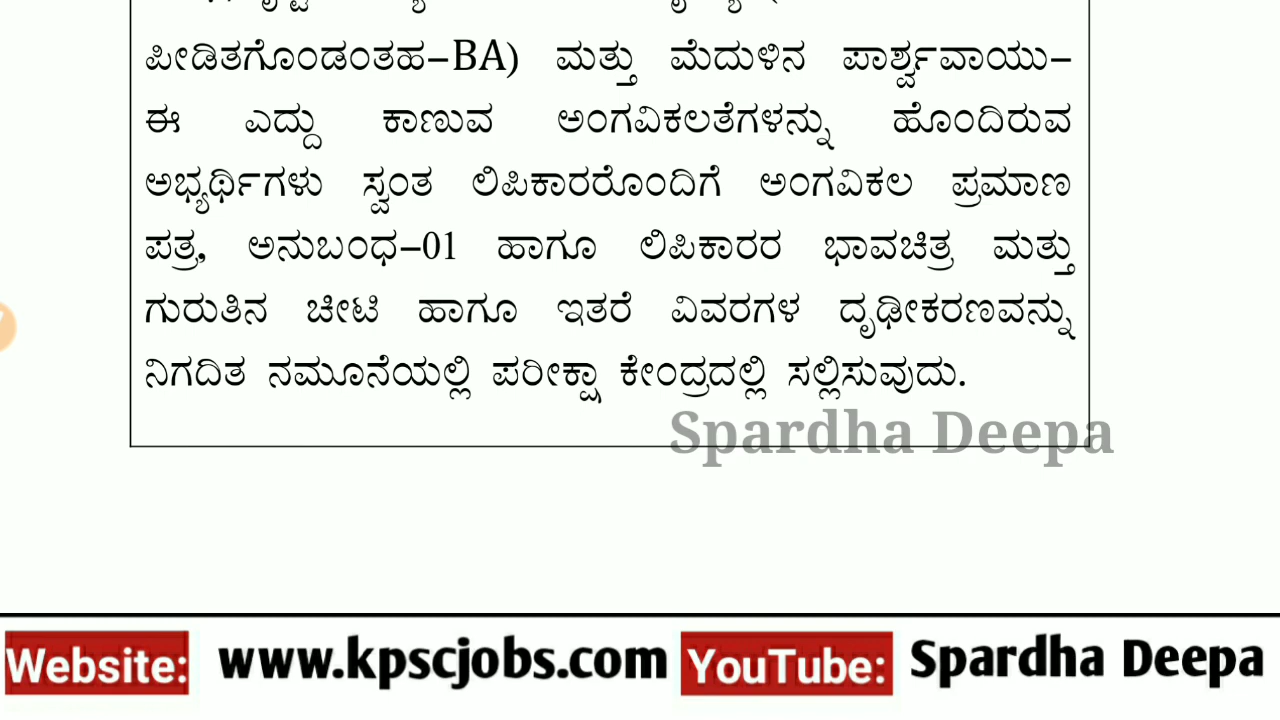 ಪೀಡಿತಗೊಂಡಂತಹ-BA) ಮತ್ತು ಮೆದುಳಿನ ಪಾರ್ಶ್ವವಾಯು-
ಈ ಎದ್ದು ಕಾಣುವ ಅಂಗವಿಕಲತೆಗಳನ್ನು ಹೊಂದಿರುವ
ಅಭ್ಯರ್ಥಿಗಳು ಸ್ವಂತ ಲಿಪಿಕಾರರೊಂದಿಗೆ ಅಂಗವಿಕಲ ಪ್ರಮಾಣ
ಪತ್ರ, ಅನುಬಂಧ-01 ಹಾಗೂ ಲಿಪಿಕಾರರ ಭಾವಚಿತ್ರ ಮತ್ತು
ಗುರುತಿನ ಚೀಟಿ ಹಾಗೂ ಇತರೆ ವಿವರಗಳ ದೃಢೀಕರಣವನ್ನು
ನಿಗದಿತ ನಮೂನೆಯಲ್ಲಿ ಪರೀಕ್ಷಾ ಕೇಂದ್ರದಲ್ಲಿ ಸಲ್ಲಿಸುವುದು.
Spardha Deepa
Website: www.kpscjobs.com YouTube: Spardha Deepa